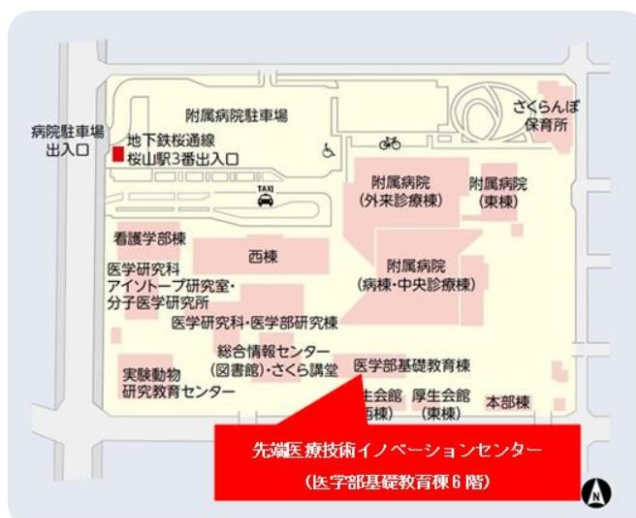 附属病院駐車場
さくらんぼ
保育所
病院駐車場
出入口
地下鉄桜通線
桜山駅3番出入口
TAXI
附属病院
(外来診療棟)
附属病院
(東棟)
看護学部棟
西棟
医学研究科
アイソトープ研究室・
分子医学研究所
附属病院
(病棟・中央診療棟)
医学研究科・医学部研究棟
総合情報センター
(図書館)・さくら講堂
医学部基礎教育棟
実験動物
研究教育センター
生会館
西棟)
厚生会館
(東棟)
本部棟
先端医療技術イノベーションセンター
(医学部基礎教育棟6階)
N